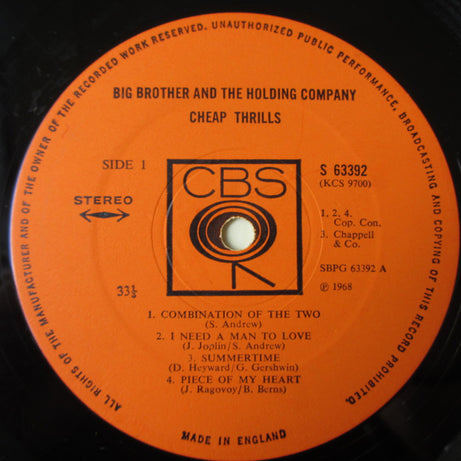 ALL RIGHTS OF THE MANUFACTURER AND OF THE OWNER OF THE RECORDED WORK RESERVED. UNAUTHORIZED PUBLIC PERFORMANCE, BROADCASTING AND COPYING OF THIS RECORD PROHIBITED.
BIG BROTHER AND THE HOLDING COMPANY
CHEAP THRILLS
SIDE 1
STEREO
CBS
S 63392
(KCS 9700)
1, 2, 4.
Cop. Con.
3. Chappell
& Co.
SBPG 63392 A
℗ 1968
33⅓
1. COMBINATION OF THE TWO
(S. Andrew)
2. I NEED A MAN TO LOVE
(J. Joplin/S. Andrew)
3. SUMMERTIME
(D. Heyward/G. Gershwin)
4. PIECE OF MY HEART
(J. Ragovoy/B. Berns)
MADE IN ENGLAND